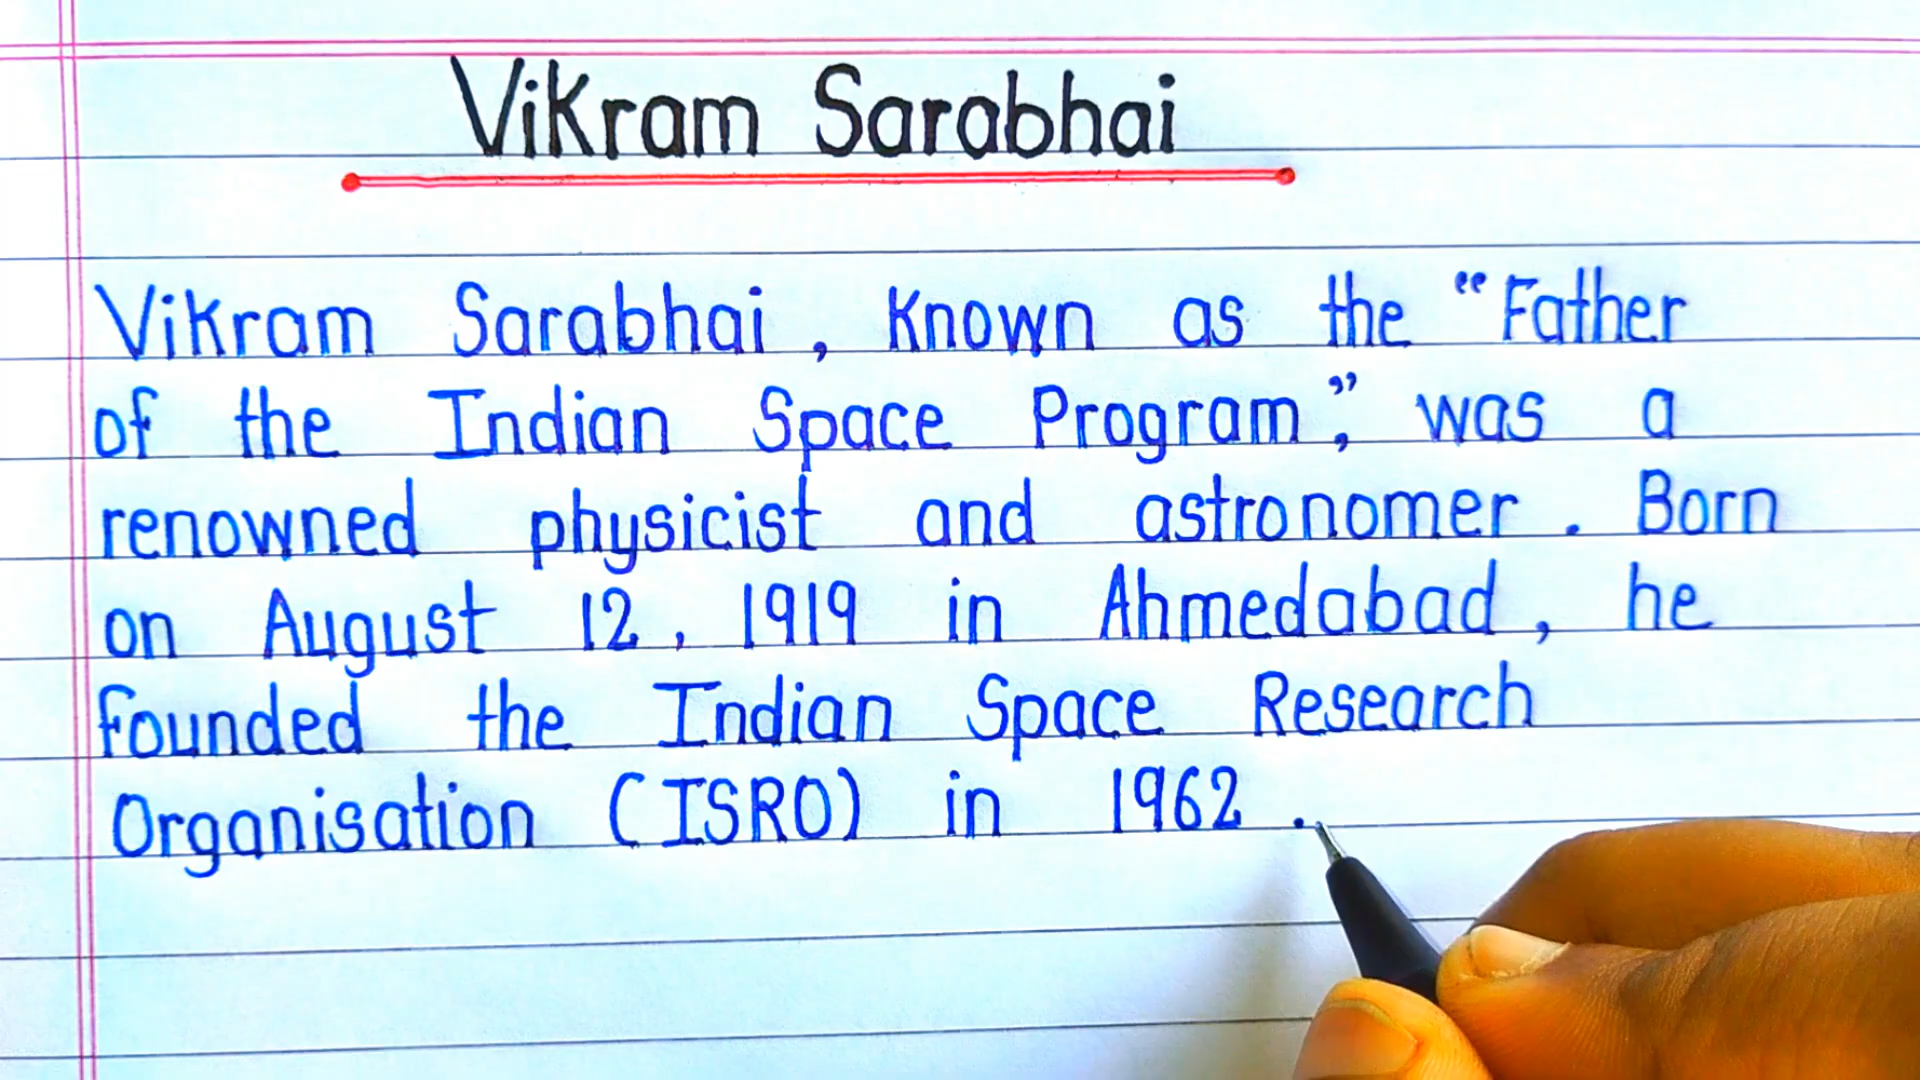 Vikram Sarabhai
Vikram Sarabhai, Known as the “Father
of the Indian Space Program”, was a
renowned physicist and astronomer. Born
on August 12, 1919 in Ahmedabad, he
founded the Indian Space Research
Organisation (ISRO) in 1962.